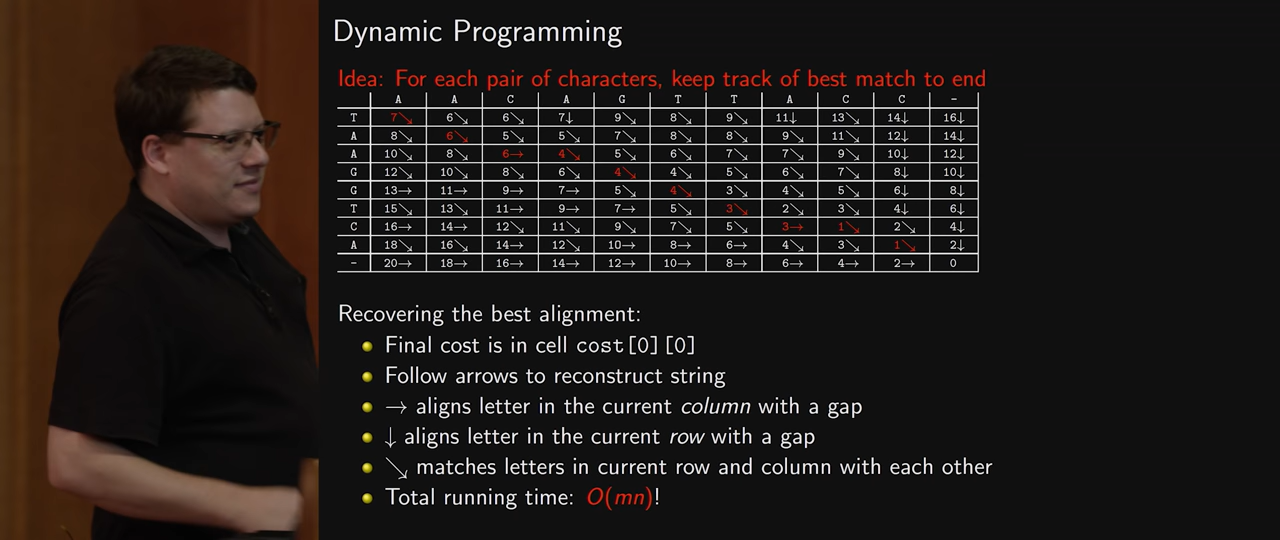 Dynamic Programming
Idea: For each pair of characters, keep track of best match to end
A A C A G T T A C C -
T 7↘ 6↘ 6↘ 7↓ 9↘ 8↘ 9↘ 11↓ 13↘ 14↓ 16↓
A 8↘ 6↘ 5↘ 5↘ 7↘ 8↘ 8↘ 9↘ 11↘ 12↓ 14↓
A 10↘ 8↘ 6→ 4↘ 5↘ 6↘ 7↘ 7↘ 9↘ 10↓ 12↓
G 12↘ 10↘ 8↘ 6↘ 4↘ 4↘ 5↘ 6↘ 7↘ 8↓ 10↓
G 13→ 11→ 9→ 7→ 5↘ 4↘ 3↘ 4↘ 5↘ 6↓ 8↓
T 15↘ 13↘ 11→ 9→ 7→ 5↘ 3↘ 2↘ 3↘ 4↓ 6↓
C 16→ 14→ 12↘ 11↘ 9↘ 7↘ 5↘ 3→ 1↘ 2↘ 4↓
A 18↘ 16↘ 14→ 12↘ 10→ 8→ 6→ 4↘ 3↘ 1↘ 2↓
- 20→ 18→ 16→ 14→ 12→ 10→ 8→ 6→ 4→ 2→ 0
Recovering the best alignment:
Final cost is in cell cost[0][0]
Follow arrows to reconstruct string
→ aligns letter in the current column with a gap
↓ aligns letter in the current row with a gap
↘ matches letters in current row and column with each other
Total running time: O(mn)!